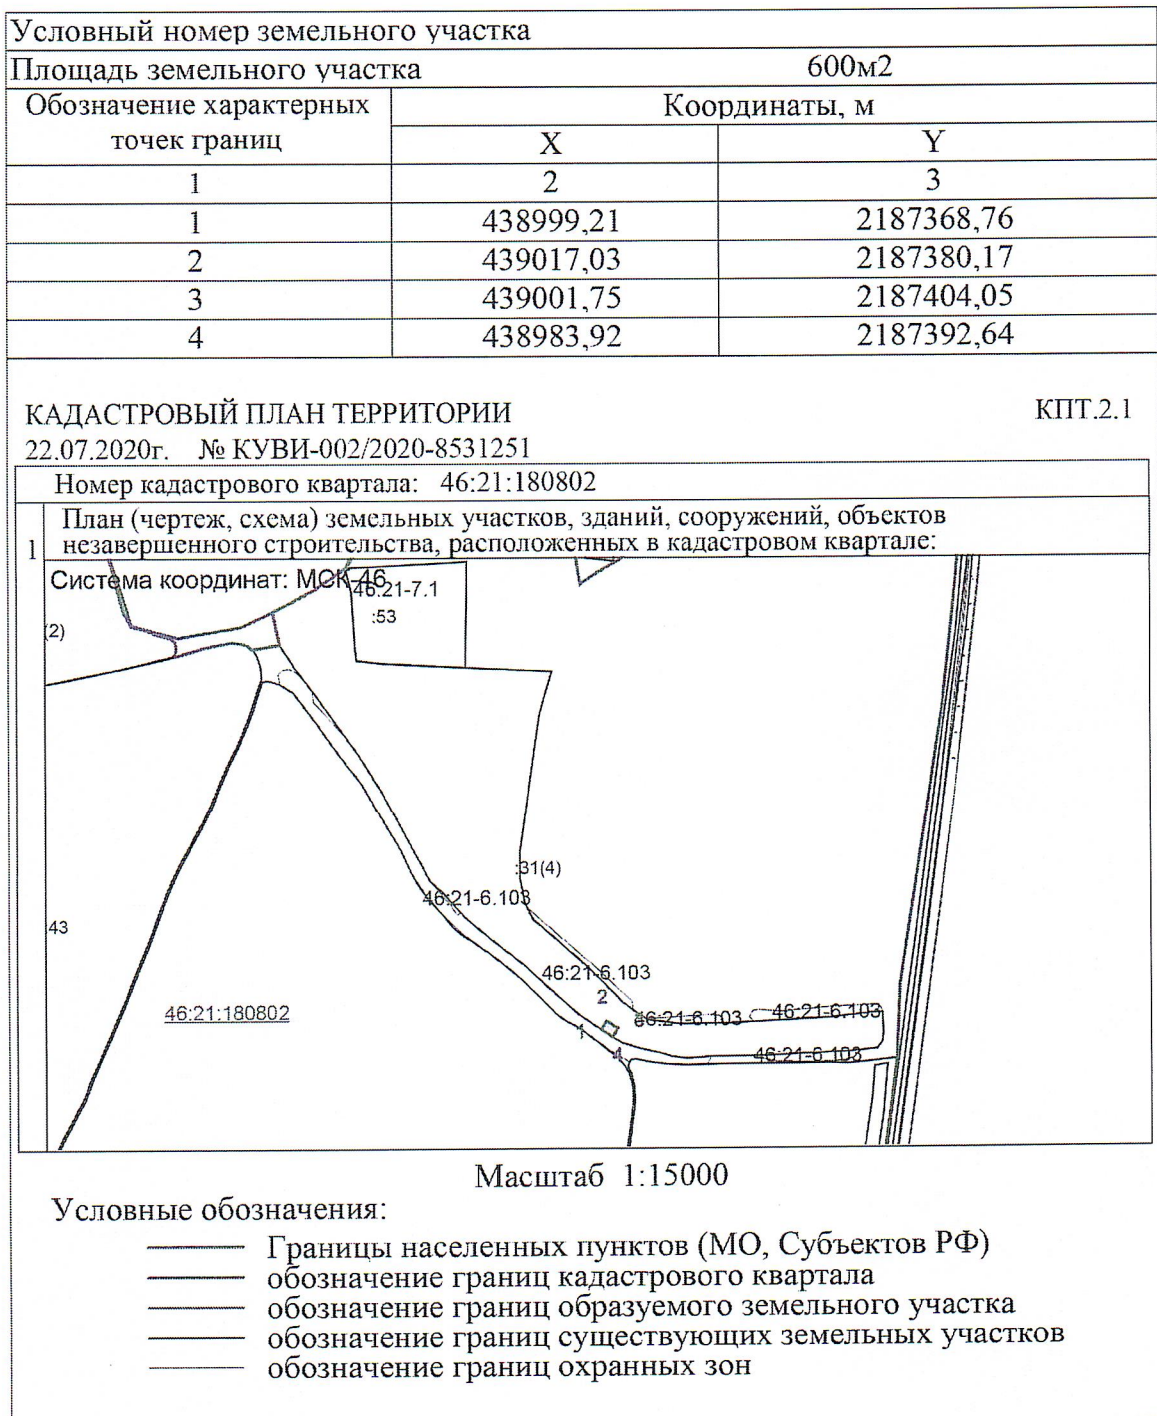 Условный номер земельного участка
Площадь земельного участка 600м2
Обозначение характерных точек границ Координаты, м
X Y
1 2 3
1 438999,21 2187368,76
2 439017,03 2187380,17
3 439001,75 2187404,05
4 438983,92 2187392,64
КАДАСТРОВЫЙ ПЛАН ТЕРРИТОРИИ КПТ.2.1
22.07.2020г. № КУВИ-002/2020-8531251
Номер кадастрового квартала: 46:21:180802
1 План (чертеж, схема) земельных участков, зданий, сооружений, объектов
незавершенного строительства, расположенных в кадастровом квартале:
Система координат: МСК-46
46:21-7.1
:53
(2)
:31(4)
46:21-6.103
43
46:21-6.103
2
46:21:180802
46:21-6.103
46:21-6.103
1
4
46:21-6.103
Масштаб 1:15000
Условные обозначения:
Границы населенных пунктов (МО, Субъектов РФ)
обозначение границ кадастрового квартала
обозначение границ образуемого земельного участка
обозначение границ существующих земельных участков
обозначение границ охранных зон